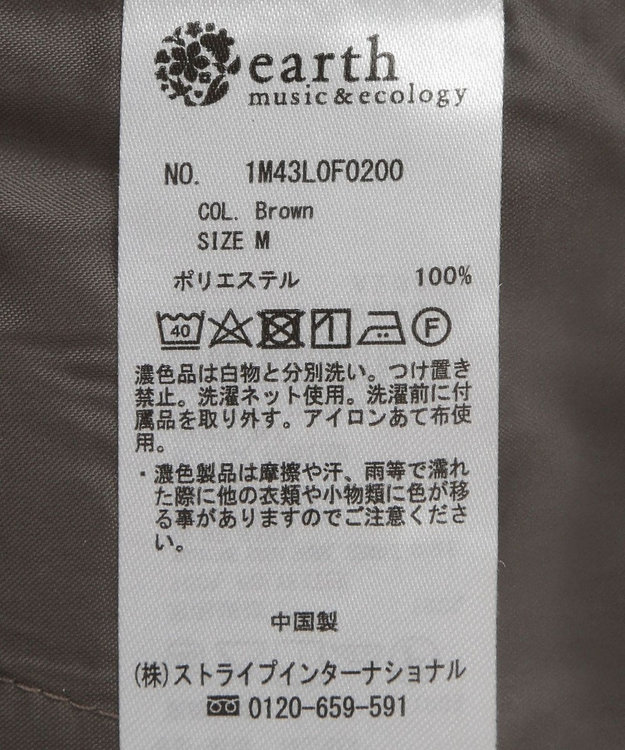 earth
music&ecology
NO. 1M43L0F0200
COL. Brown
SIZE M
ポリエステル 100%
40 F
濃色品は白物と分別洗い。つけ置き
禁止。洗濯ネット使用。洗濯前に付
属品を取り外す。アイロンあて布使
用。
・濃色製品は摩擦や汗、雨等で濡れ
た際に他の衣類や小物類に色が移
る事がありますのでご注意くださ
い。
中国製
(株)ストライプインターナショナル
0120-659-591